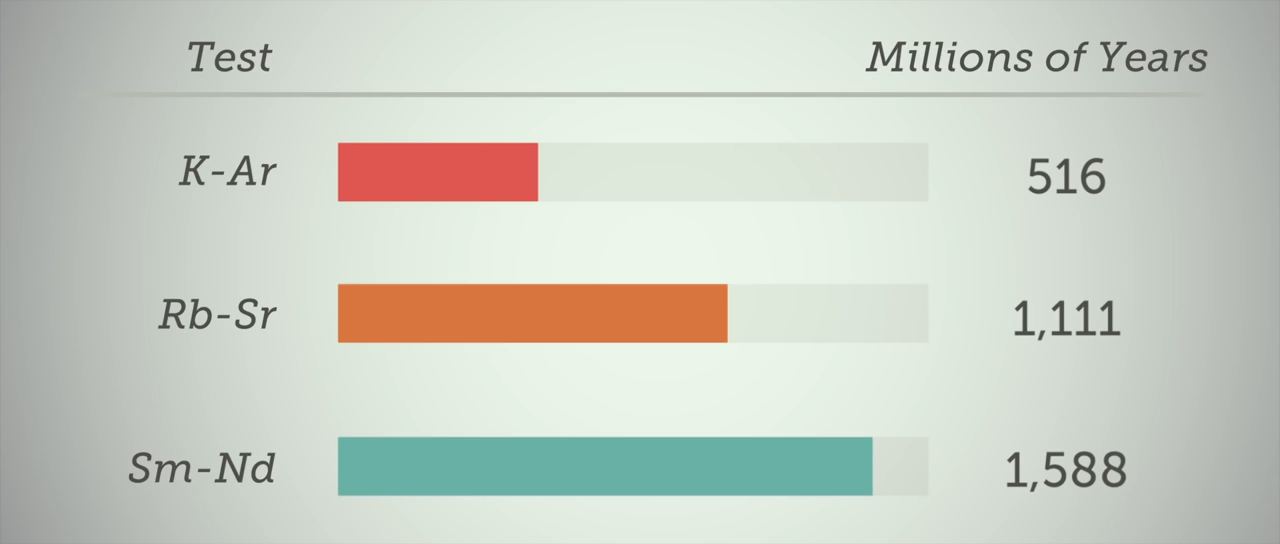 Test Millions of Years
K-Ar 516
Rb-Sr 1,111
Sm-Nd 1,588